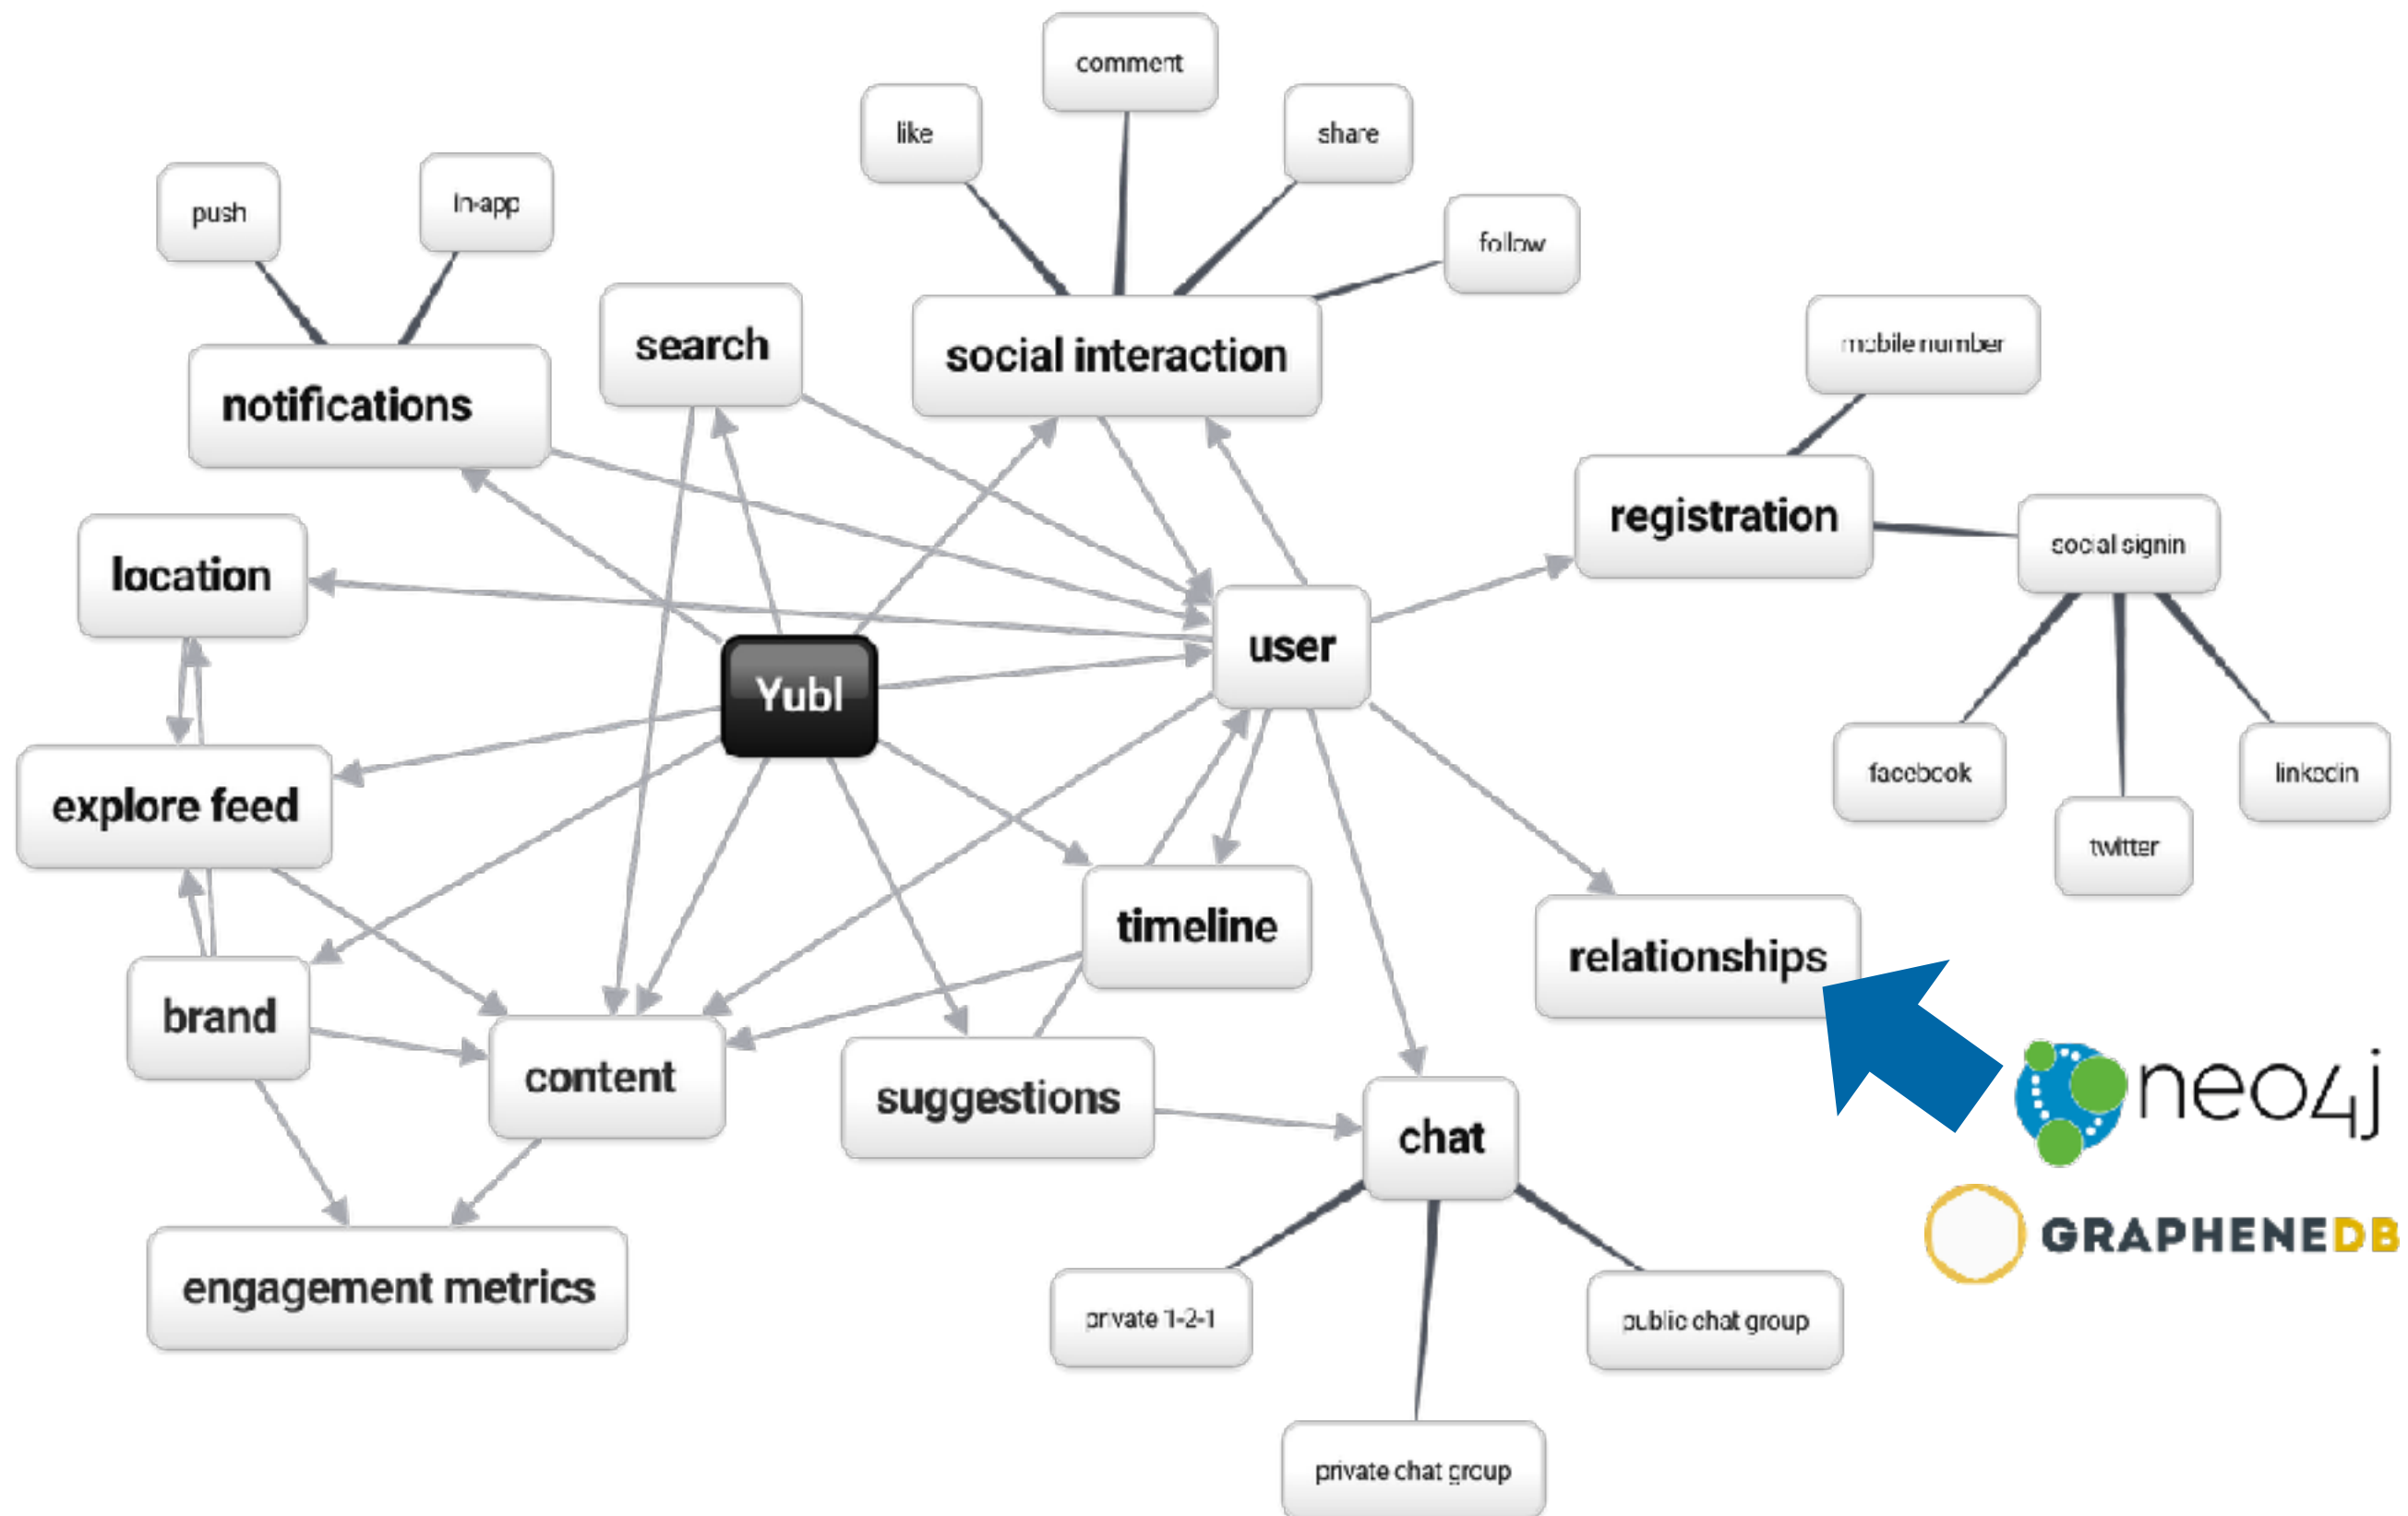 comment
like
share
push
in-app
follow
search
social interaction
mobile number
notifications
registration
social signin
location
user
Yubl
explore feed
facebook
linkedin
twitter
timeline
relationships
brand
content
suggestions
chat
neo4j
GRAPHENEDB
engagement metrics
private 1-2-1
public chat group
private chat group